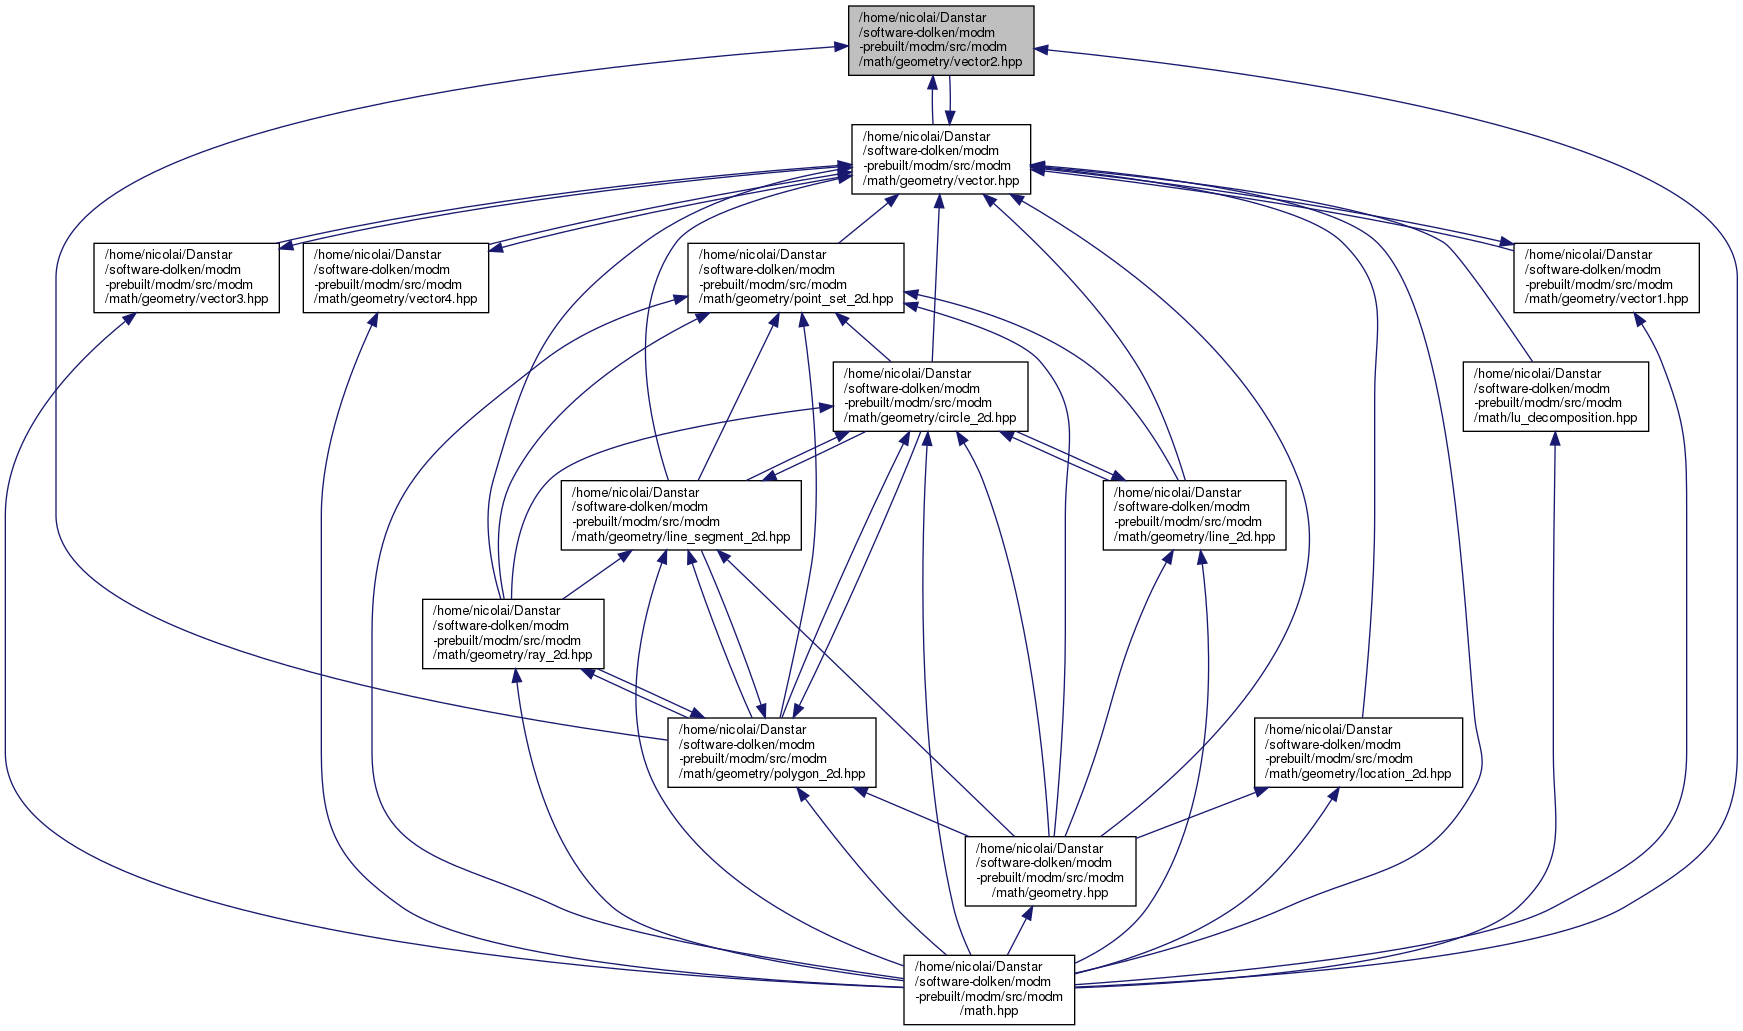 /home/nicolai/Danstar
/software-dolken/modm
-prebuilt/modm/src/modm
/math/geometry/vector2.hpp
/home/nicolai/Danstar
/software-dolken/modm
-prebuilt/modm/src/modm
/math/geometry/vector.hpp
/home/nicolai/Danstar
/software-dolken/modm
-prebuilt/modm/src/modm
/math/geometry/vector3.hpp
/home/nicolai/Danstar
/software-dolken/modm
-prebuilt/modm/src/modm
/math/geometry/vector4.hpp
/home/nicolai/Danstar
/software-dolken/modm
-prebuilt/modm/src/modm
/math/geometry/point_set_2d.hpp
/home/nicolai/Danstar
/software-dolken/modm
-prebuilt/modm/src/modm
/math/geometry/vector1.hpp
/home/nicolai/Danstar
/software-dolken/modm
-prebuilt/modm/src/modm
/math/geometry/circle_2d.hpp
/home/nicolai/Danstar
/software-dolken/modm
-prebuilt/modm/src/modm
/math/lu_decomposition.hpp
/home/nicolai/Danstar
/software-dolken/modm
-prebuilt/modm/src/modm
/math/geometry/line_segment_2d.hpp
/home/nicolai/Danstar
/software-dolken/modm
-prebuilt/modm/src/modm
/math/geometry/line_2d.hpp
/home/nicolai/Danstar
/software-dolken/modm
-prebuilt/modm/src/modm
/math/geometry/ray_2d.hpp
/home/nicolai/Danstar
/software-dolken/modm
-prebuilt/modm/src/modm
/math/geometry/polygon_2d.hpp
/home/nicolai/Danstar
/software-dolken/modm
-prebuilt/modm/src/modm
/math/geometry/location_2d.hpp
/home/nicolai/Danstar
/software-dolken/modm
-prebuilt/modm/src/modm
/math/geometry.hpp
/home/nicolai/Danstar
/software-dolken/modm
-prebuilt/modm/src/modm
/math.hpp